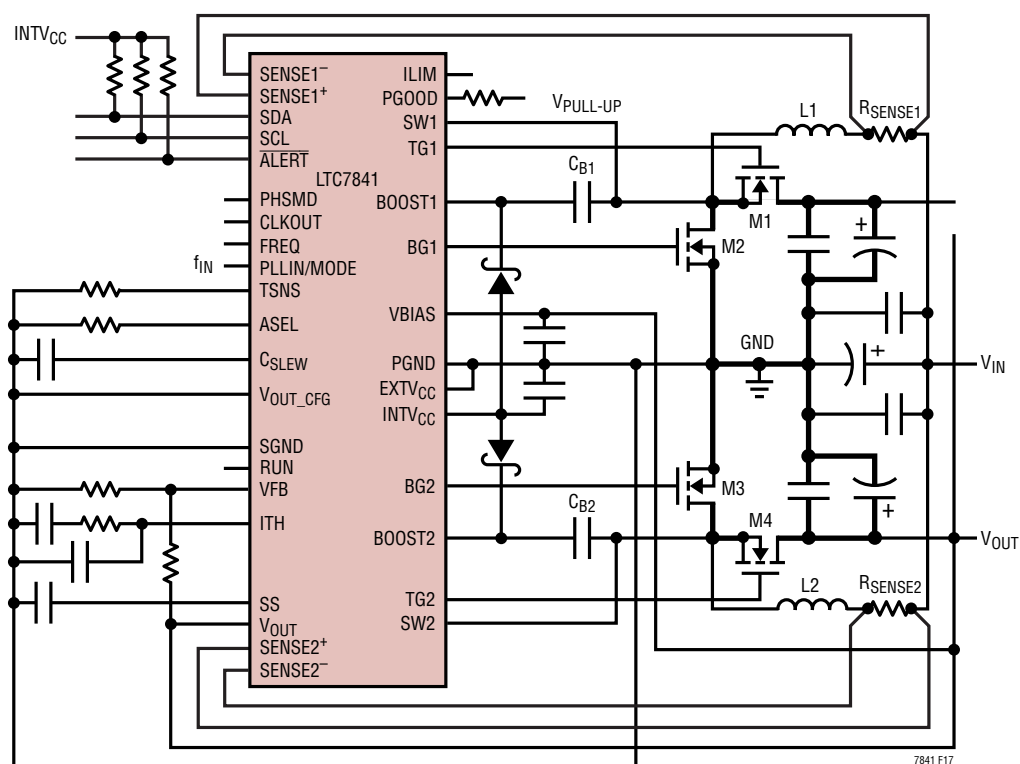 INTVCC
SENSE1–
SENSE1+
SDA
SCL
ALERT
LTC7841
PHSMD
CLKOUT
FREQ
fIN
PLLIN/MODE
TSNS
ASEL
CSLEW
VOUT_CFG
SGND
RUN
VFB
ITH
SS
VOUT
SENSE2+
SENSE2–
ILIM
PGOOD
VPULL-UP
SW1
TG1
CB1
BOOST1
BG1
VBIAS
PGND
EXTVCC
INTVCC
BG2
CB2
BOOST2
TG2
SW2
L1
RSENSE1
M1
+
M2
GND
+
VIN
M3
M4
+
VOUT
L2
RSENSE2
7841 F17